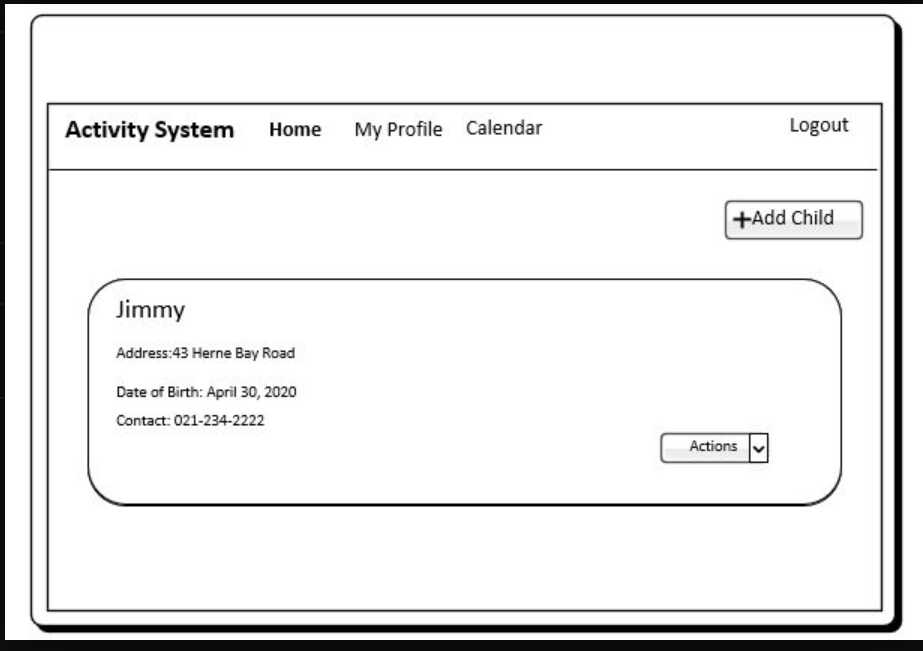 Activity System Home My Profile Calendar Logout
+Add Child
Jimmy
Address:43 Herne Bay Road
Date of Birth: April 30, 2020
Contact: 021-234-2222
Actions